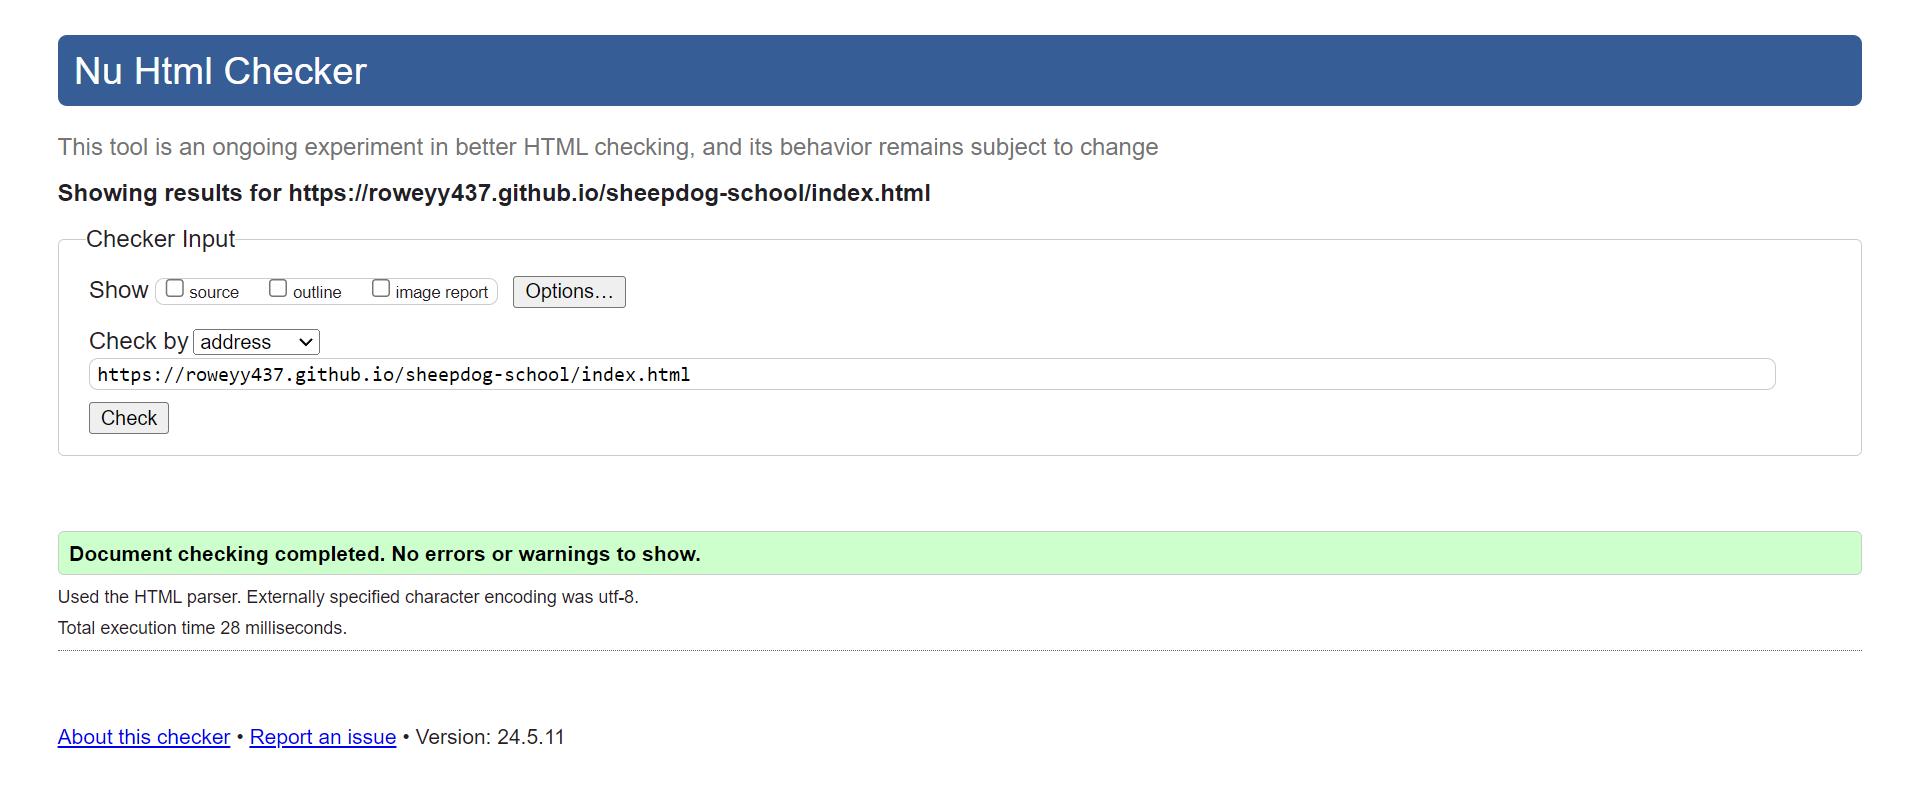 Nu Html Checker
This tool is an ongoing experiment in better HTML checking, and its behavior remains subject to change
Showing results for https://roweyy437.github.io/sheepdog-school/index.html
Checker Input
Show source outline image report Options…
Check by address
https://roweyy437.github.io/sheepdog-school/index.html
Check
Document checking completed. No errors or warnings to show.
Used the HTML parser. Externally specified character encoding was utf-8.
Total execution time 28 milliseconds.
About this checker • Report an issue • Version: 24.5.11